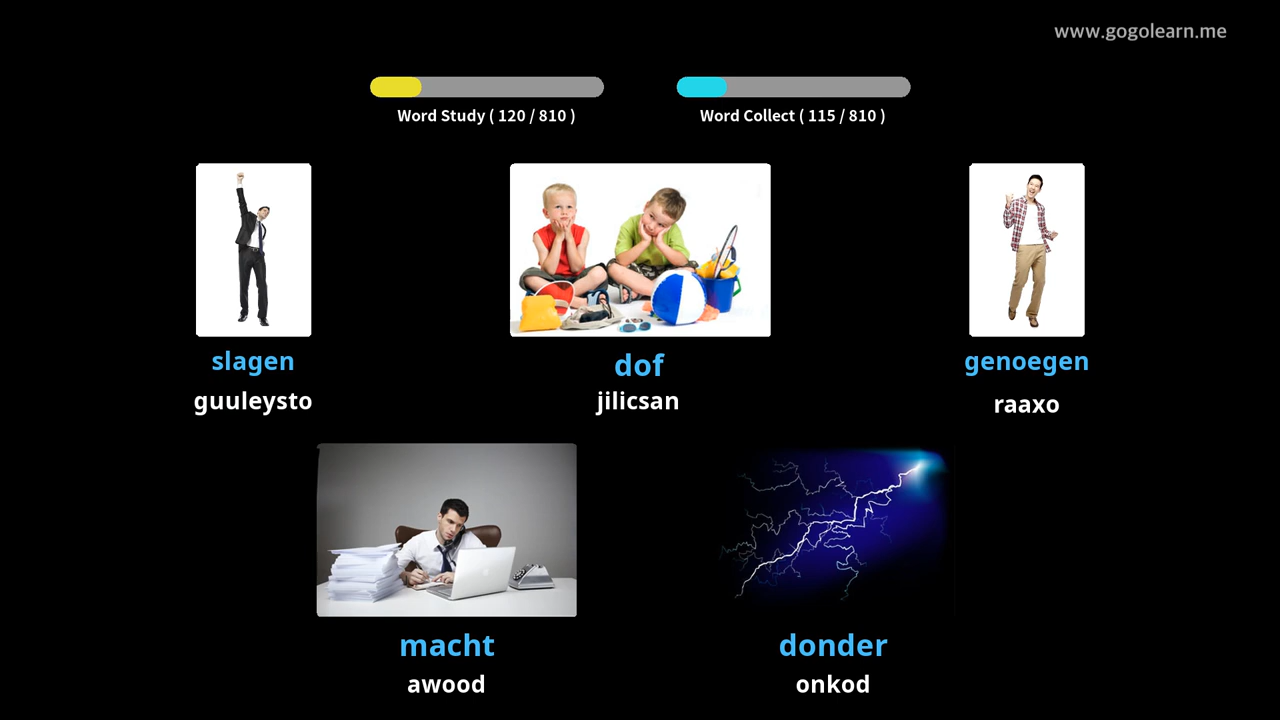 www.gogolearn.me
Word Study ( 120 / 810 )
Word Collect ( 115 / 810 )
slagen
guuleysto
dof
jilicsan
genoegen
raaxo
macht
awood
donder
onkod